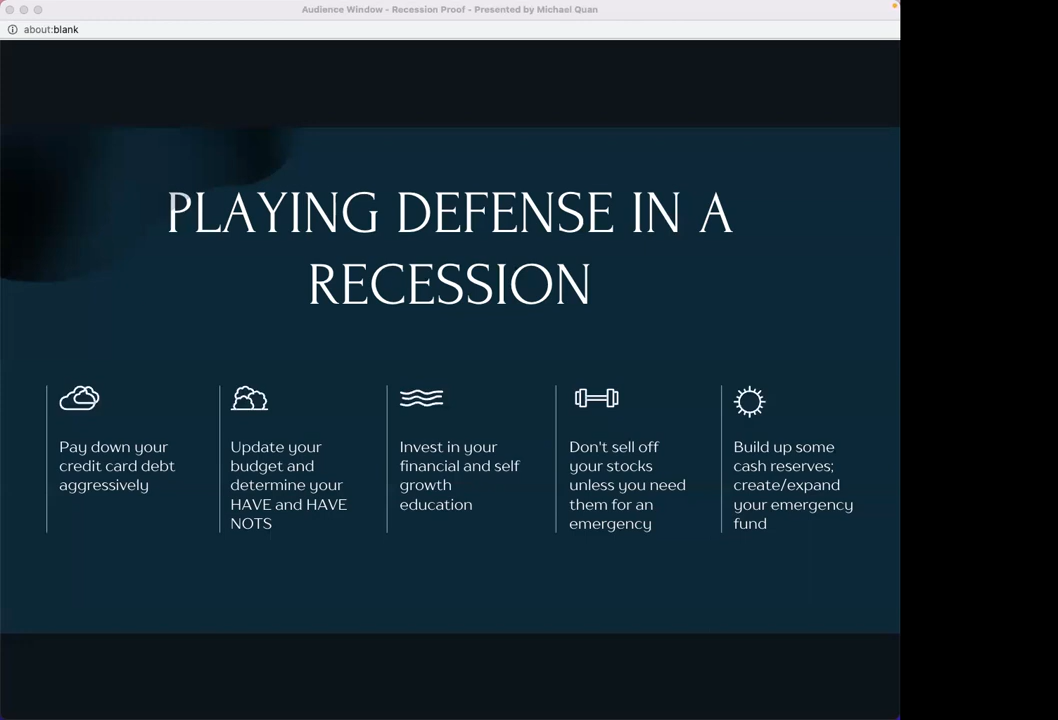 Audience Window - Recession Proof - Presented by Michael Quan
about:blank
PLAYING DEFENSE IN A
RECESSION
Pay down your
credit card debt
aggressively
Update your
budget and
determine your
HAVE and HAVE
NOTS
Invest in your
financial and self
growth
education
Don't sell off
your stocks
unless you need
them for an
emergency
Build up some
cash reserves;
create/expand
your emergency
fund